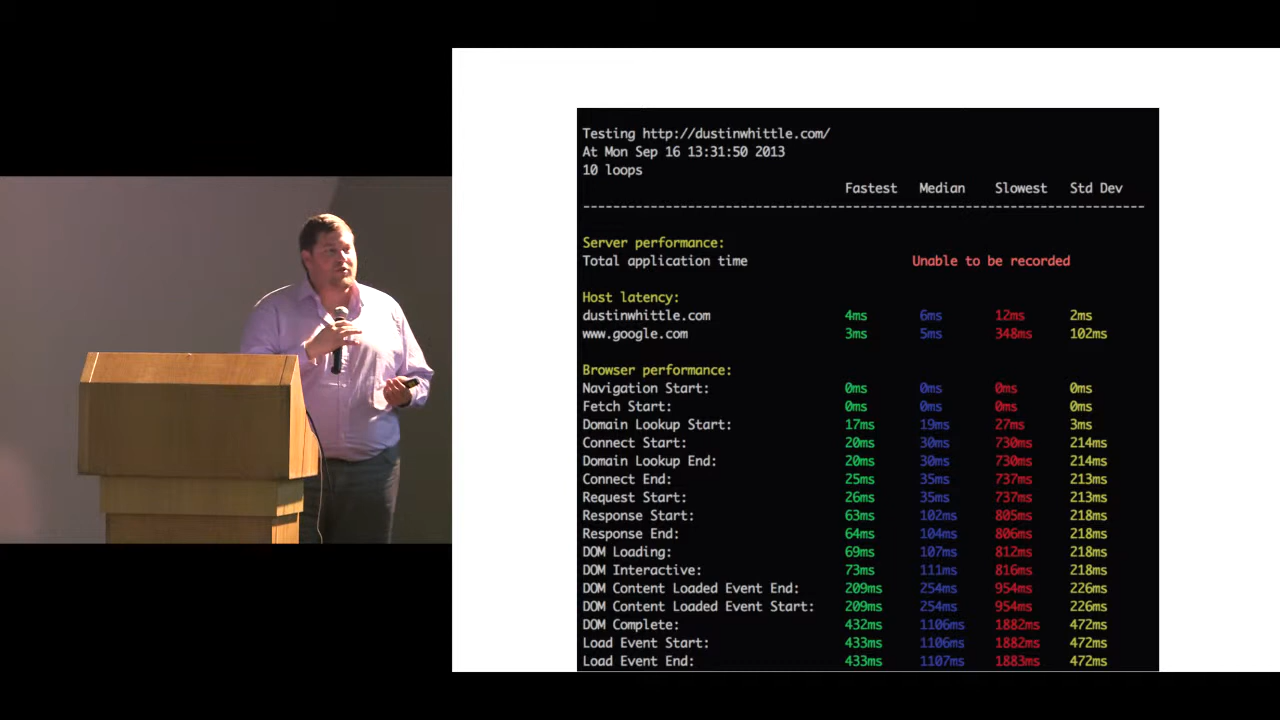 Testing http://dustinwhittle.com/
At Mon Sep 16 13:31:50 2013
10 loops
Fastest Median Slowest Std Dev
---------------------------------------------------------------------------
Server performance:
Total application time Unable to be recorded
Host latency:
dustinwhittle.com 4ms 6ms 12ms 2ms
www.google.com 3ms 5ms 348ms 102ms
Browser performance:
Navigation Start: 0ms 0ms 0ms 0ms
Fetch Start: 0ms 0ms 0ms 0ms
Domain Lookup Start: 17ms 19ms 27ms 3ms
Connect Start: 20ms 30ms 730ms 214ms
Domain Lookup End: 20ms 30ms 730ms 214ms
Connect End: 25ms 35ms 737ms 213ms
Request Start: 26ms 35ms 737ms 213ms
Response Start: 63ms 102ms 805ms 218ms
Response End: 64ms 104ms 806ms 218ms
DOM Loading: 69ms 107ms 812ms 218ms
DOM Interactive: 73ms 111ms 816ms 218ms
DOM Content Loaded Event End: 209ms 254ms 954ms 226ms
DOM Content Loaded Event Start: 209ms 254ms 954ms 226ms
DOM Complete: 432ms 1106ms 1882ms 472ms
Load Event Start: 433ms 1106ms 1882ms 472ms
Load Event End: 433ms 1107ms 1883ms 472ms